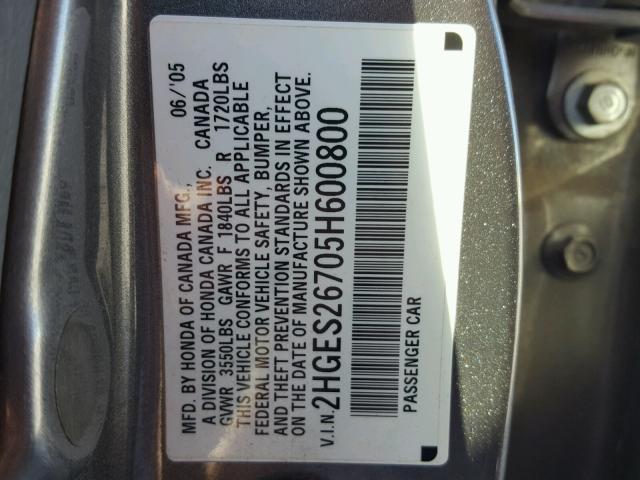 MFD. BY HONDA OF CANADA MFG., 06/'05
A DIVISION OF HONDA CANADA INC. CANADA
GVWR 3550LBS GAWR F 1840LBS R 1720LBS
THIS VEHICLE CONFORMS TO ALL APPLICABLE
FEDERAL MOTOR VEHICLE SAFETY, BUMPER,
AND THEFT PREVENTION STANDARDS IN EFFECT
ON THE DATE OF MANUFACTURE SHOWN ABOVE.
V.I.N. 2HGES26705H600800
PASSENGER CAR